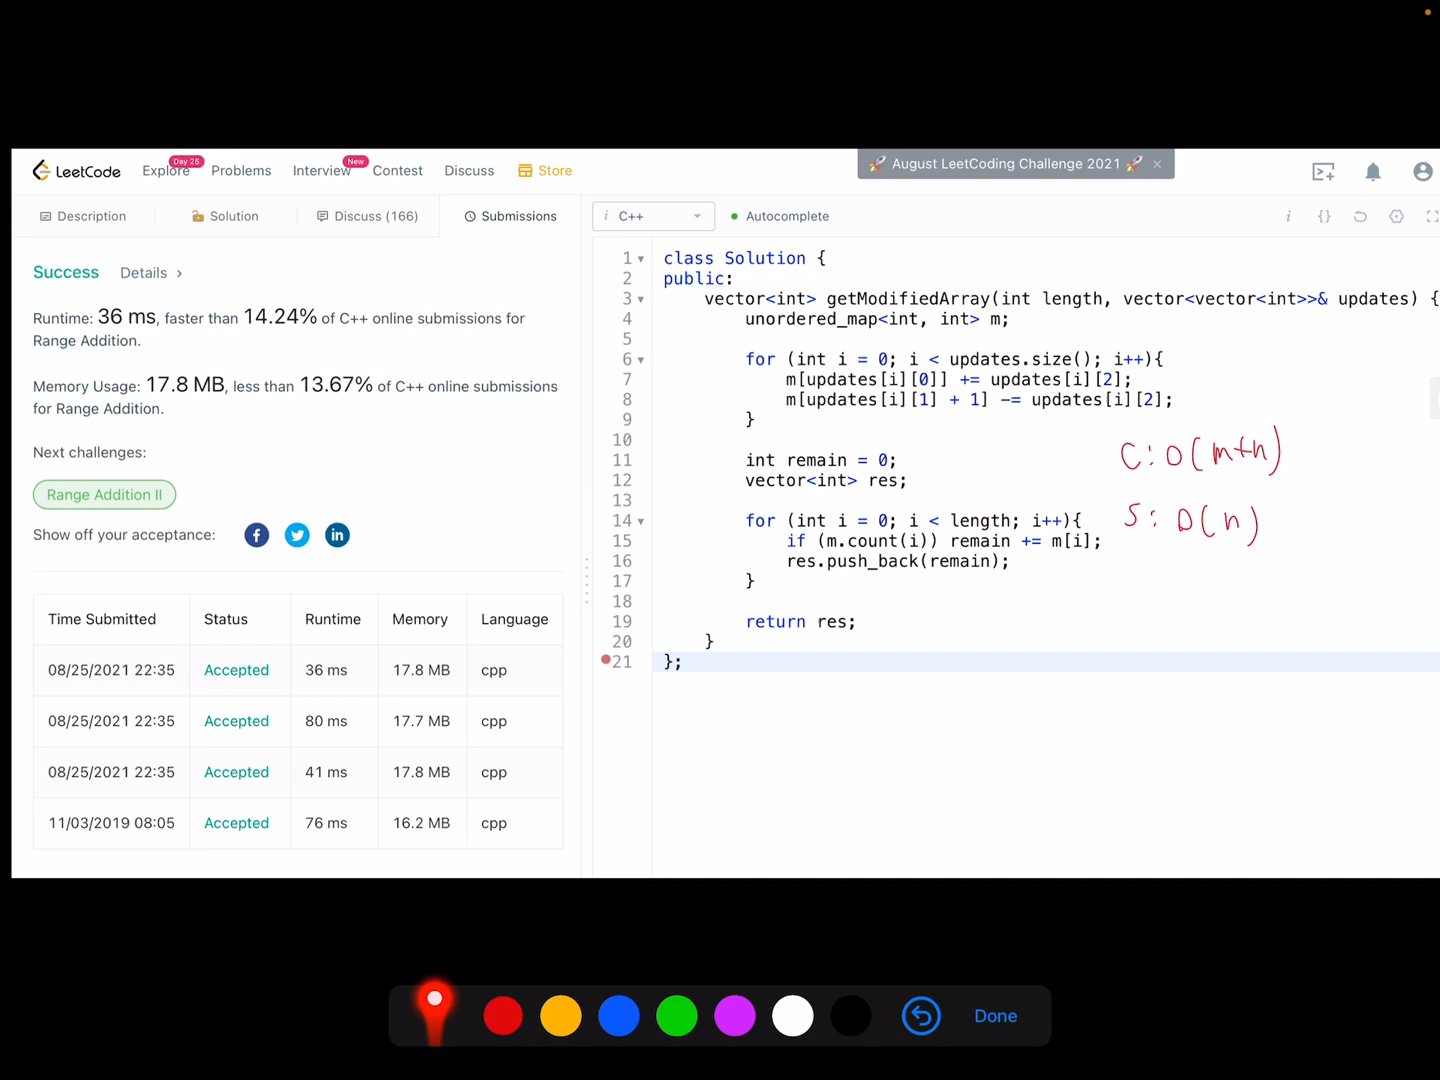 LeetCode Explore Day 25 Problems Interview New Contest Discuss Store 🚀 August LeetCoding Challenge 2021 🚀 ×
Description Solution Discuss (166) Submissions
i C++ Autocomplete i {}
Success Details >
Runtime: 36 ms, faster than 14.24% of C++ online submissions for
Range Addition.
Memory Usage: 17.8 MB, less than 13.67% of C++ online submissions
for Range Addition.
Next challenges:
Range Addition II
Show off your acceptance:
Time Submitted Status Runtime Memory Language
08/25/2021 22:35 Accepted 36 ms 17.8 MB cpp
08/25/2021 22:35 Accepted 80 ms 17.7 MB cpp
08/25/2021 22:35 Accepted 41 ms 17.8 MB cpp
11/03/2019 08:05 Accepted 76 ms 16.2 MB cpp
1 class Solution {
2 public:
3 vector<int> getModifiedArray(int length, vector<vector<int>>& updates) {
4 unordered_map<int, int> m;
5
6 for (int i = 0; i < updates.size(); i++){
7 m[updates[i][0]] += updates[i][2];
8 m[updates[i][1] + 1] -= updates[i][2];
9 }
10
11 int remain = 0;
12 vector<int> res;
13
14 for (int i = 0; i < length; i++){
15 if (m.count(i)) remain += m[i];
16 res.push_back(remain);
17 }
18
19 return res;
20 }
21 };
C: O(m+n)
S: O(n)
Done